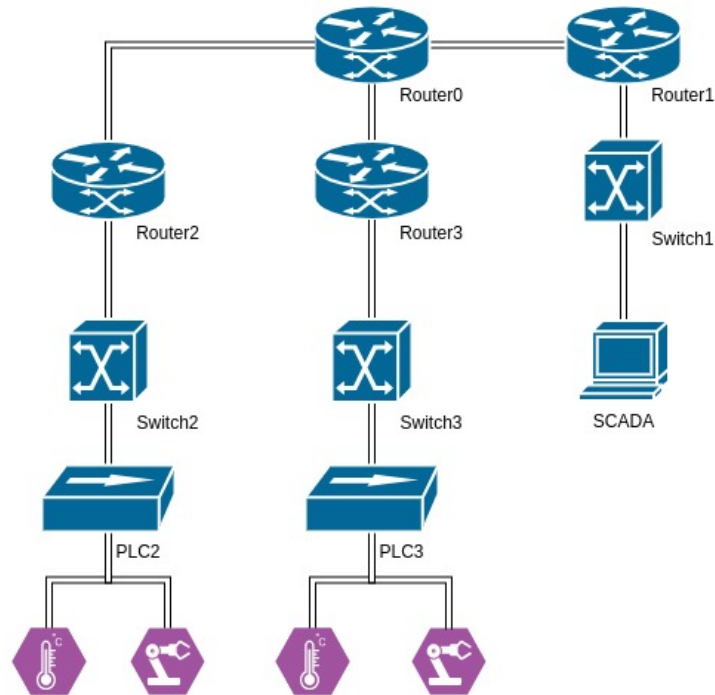 Router0
Router1
Router2
Router3
Switch1
Switch2
Switch3
SCADA
PLC2
PLC3
°C
°C